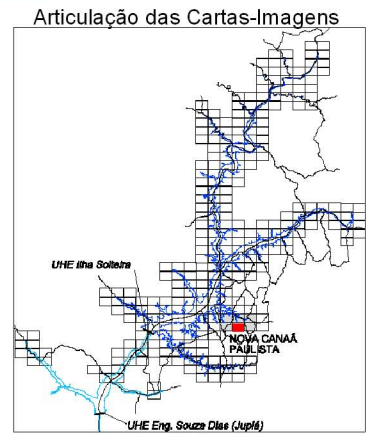 Articulação das Cartas-Imagens
UHE Ilha Solteira
NOVA CANAÃ
PAULISTA
UHE Eng. Souza Dias (Jupiá)